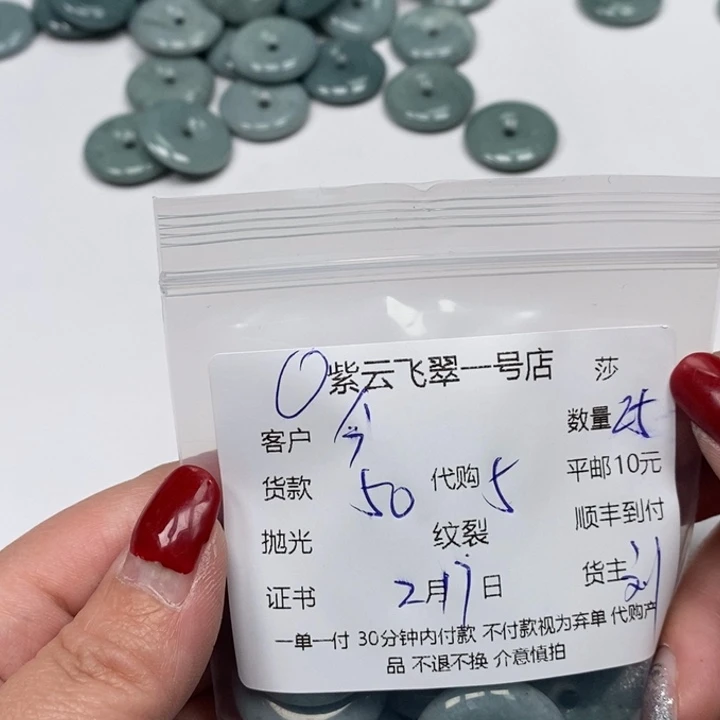 紫云飞翠一号店 莎
客户 数量 25
货款 50 代购 5 平邮10元
抛光 纹裂 顺丰到付
证书 2月 日 货主 刘
一单一付 30分钟内付款 不付款视为弃单 代购产
品 不退不换 介意慎拍